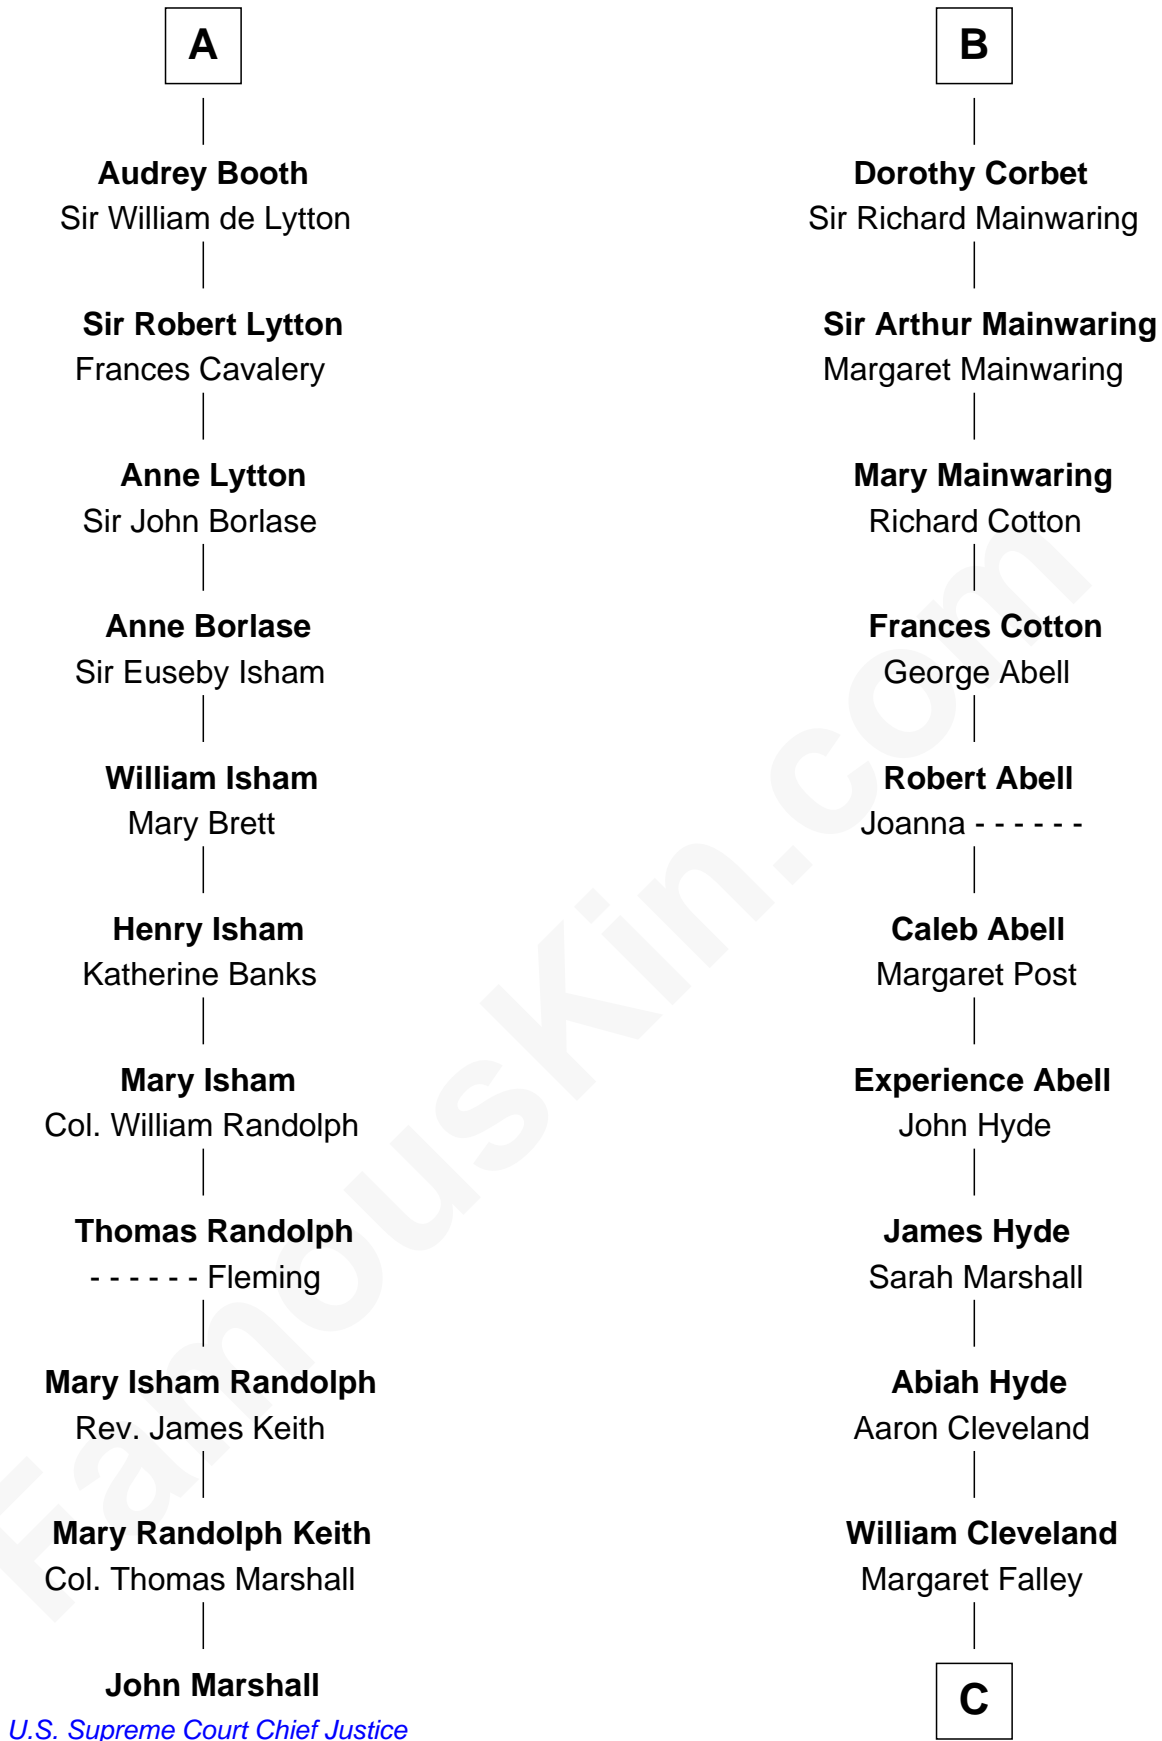 A
Audrey Booth
Sir William de Lytton
Sir Robert Lytton
Frances Cavalery
Anne Lytton
Sir John Borlase
Anne Borlase
Sir Euseby Isham
William Isham
Mary Brett
Henry Isham
Katherine Banks
Mary Isham
Col. William Randolph
Thomas Randolph
- - - - - - Fleming
Mary Isham Randolph
Rev. James Keith
Mary Randolph Keith
Col. Thomas Marshall
John Marshall
U.S. Supreme Court Chief Justice
B
Dorothy Corbet
Sir Richard Mainwaring
Sir Arthur Mainwaring
Margaret Mainwaring
Mary Mainwaring
Richard Cotton
Frances Cotton
George Abell
Robert Abell
Joanna - - - - - -
Caleb Abell
Margaret Post
Experience Abell
John Hyde
James Hyde
Sarah Marshall
Abiah Hyde
Aaron Cleveland
William Cleveland
Margaret Falley
C
FamousKin.com